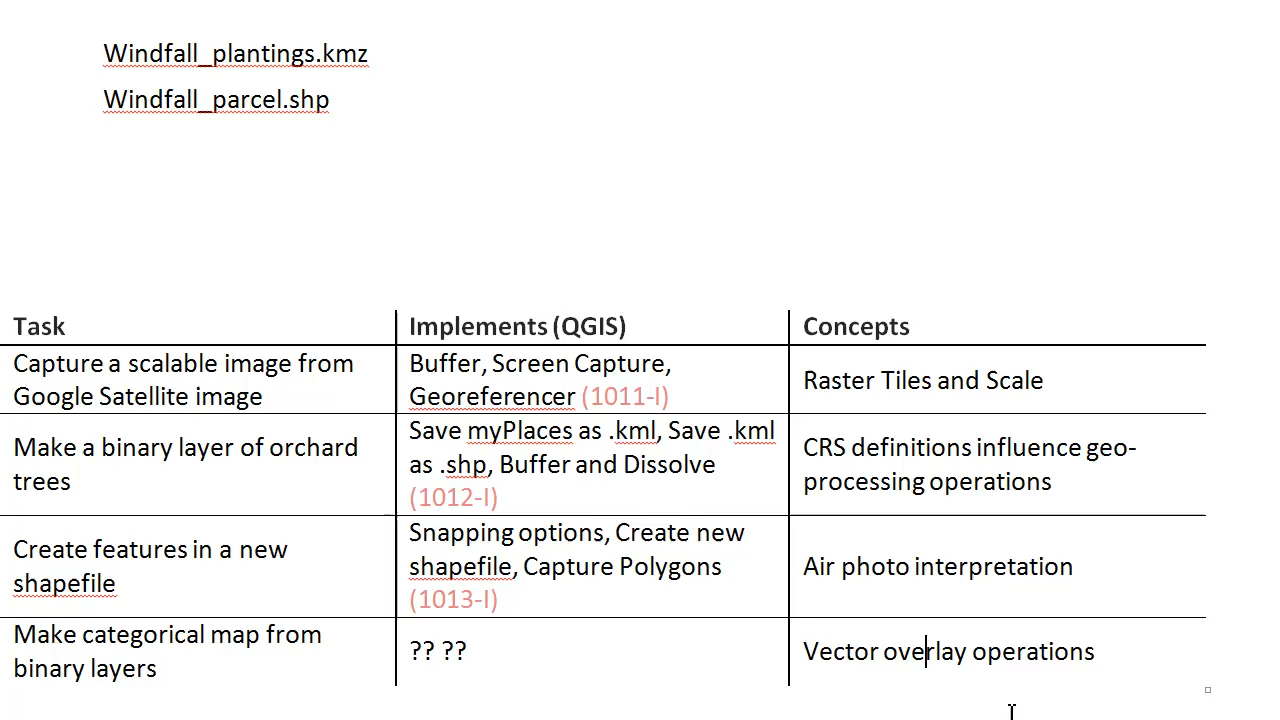 Windfall_plantings.kmz
Windfall_parcel.shp
Task
Implements (QGIS)
Concepts
Capture a scalable image from
Google Satellite image
Buffer, Screen Capture,
Georeferencer (1011-I)
Raster Tiles and Scale
Make a binary layer of orchard
trees
Save myPlaces as .kml, Save .kml
as .shp, Buffer and Dissolve
(1012-I)
CRS definitions influence geo-
processing operations
Create features in a new
shapefile
Snapping options, Create new
shapefile, Capture Polygons
(1013-I)
Air photo interpretation
Make categorical map from
binary layers
?? ??
Vector overlay operations